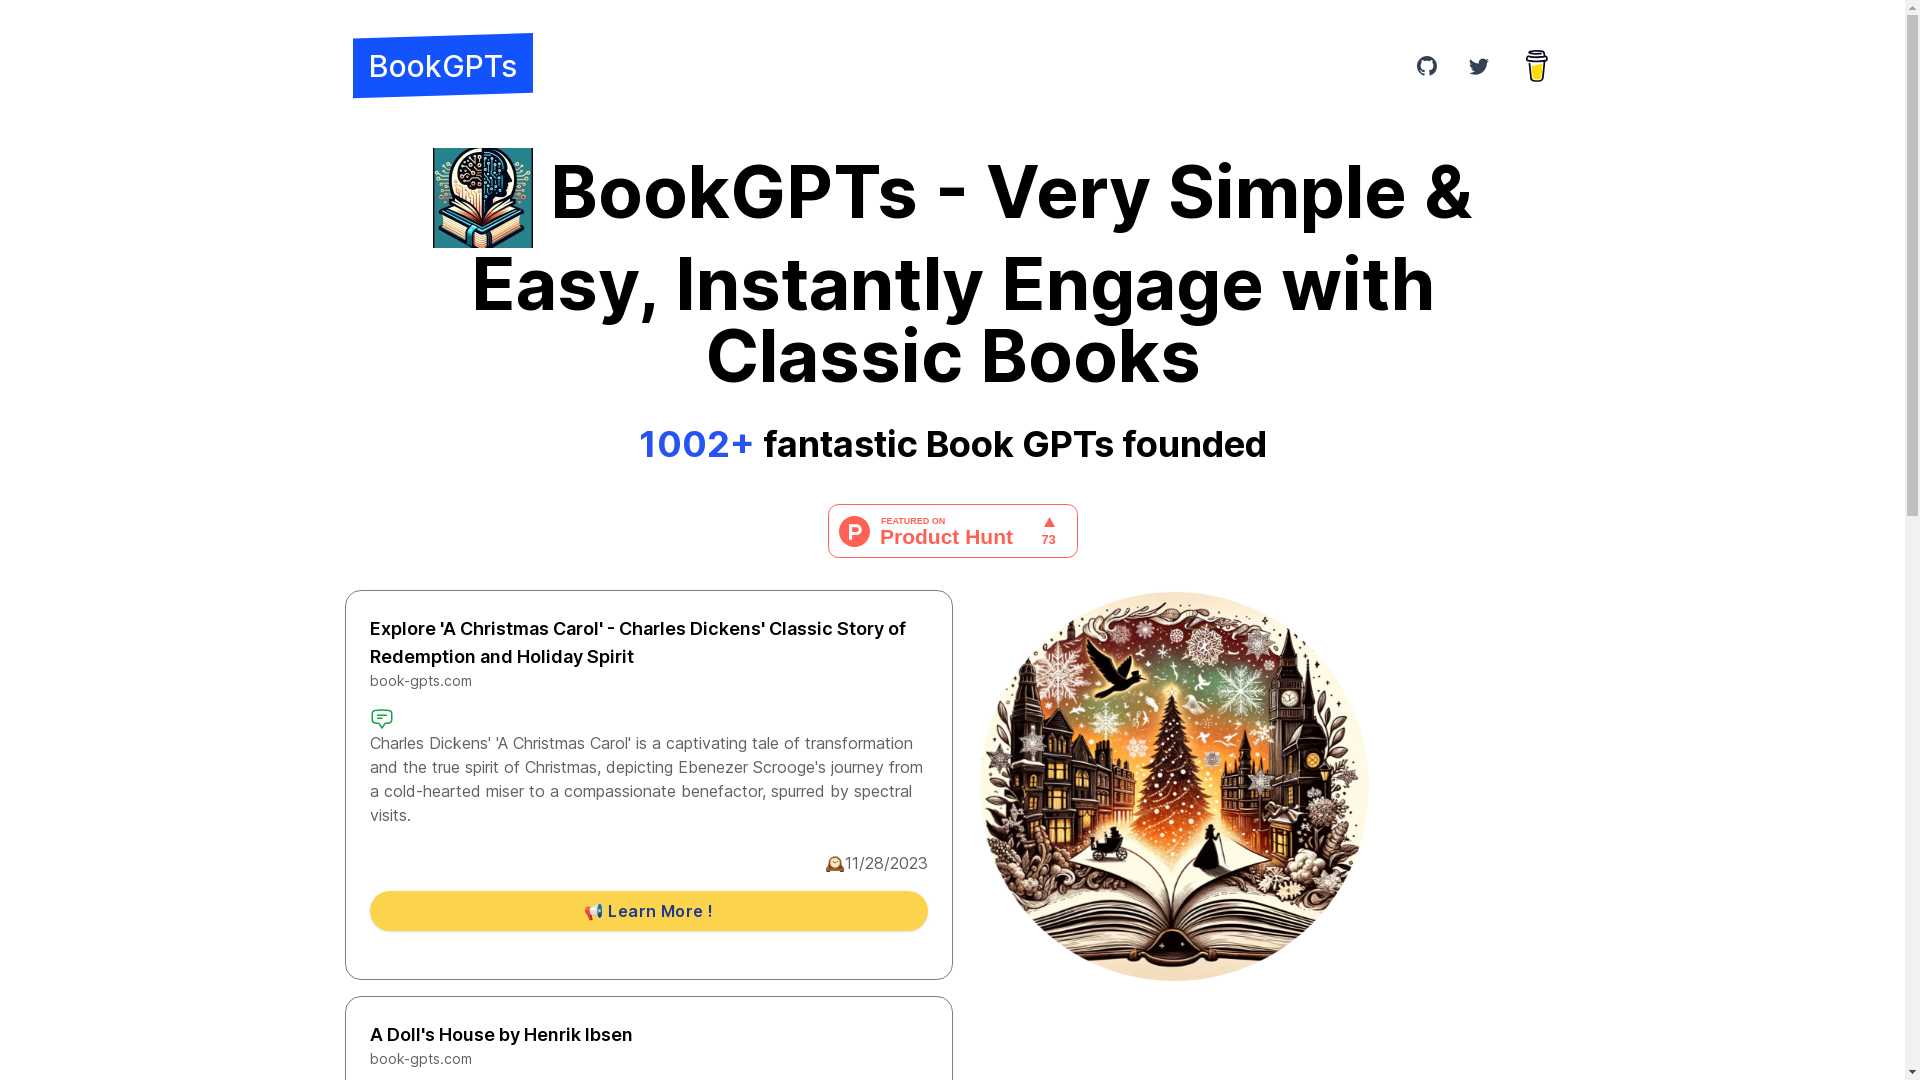 BookGPTs
BookGPTs - Very Simple &
Easy, Instantly Engage with
Classic Books
1002+ fantastic Book GPTs founded
FEATURED ON
Product Hunt
73
Explore 'A Christmas Carol' - Charles Dickens' Classic Story of
Redemption and Holiday Spirit
book-gpts.com
Charles Dickens' 'A Christmas Carol' is a captivating tale of transformation
and the true spirit of Christmas, depicting Ebenezer Scrooge's journey from
a cold-hearted miser to a compassionate benefactor, spurred by spectral
visits.
🕰️11/28/2023
📢 Learn More !
A Doll's House by Henrik Ibsen
book-gpts.com